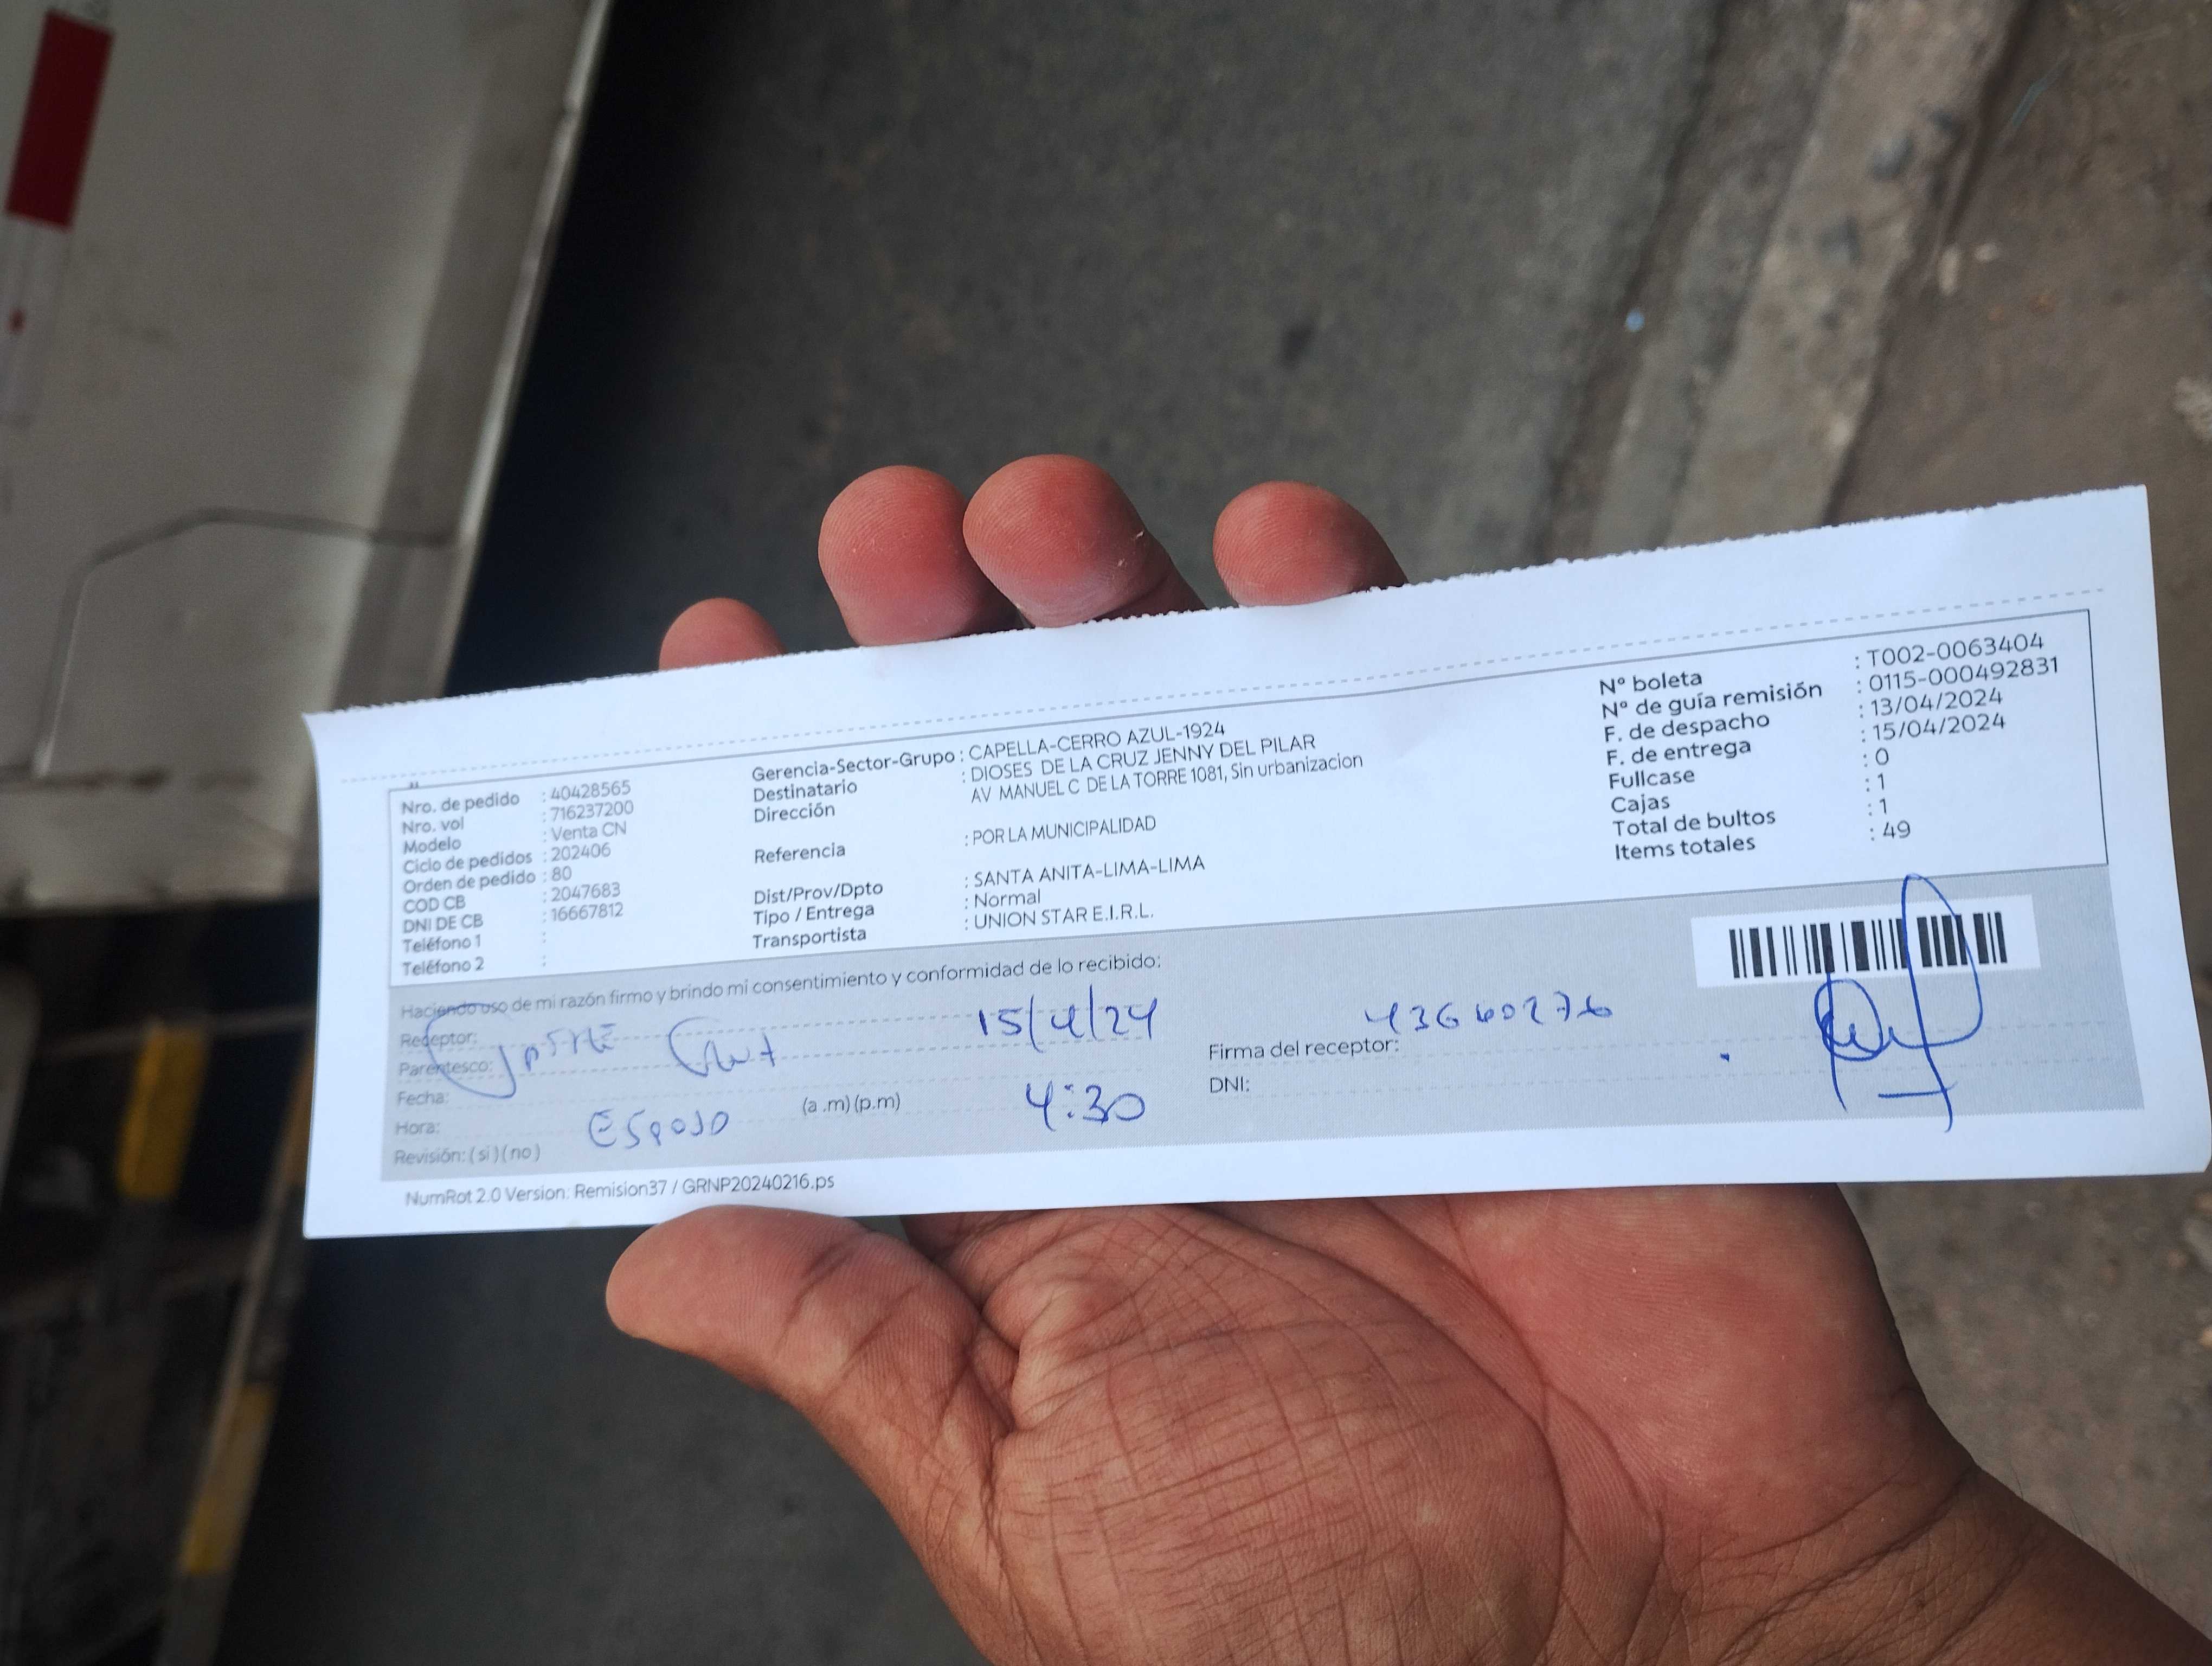 Nro. de pedido : 40428565
Nro. vol : 716237200
Modelo : Venta CN
Ciclo de pedidos : 202406
Orden de pedido : 80
COD CB : 2047683
DNI DE CB : 16667812
Teléfono 1 :
Teléfono 2 :
Gerencia-Sector-Grupo : CAPELLA-CERRO AZUL-1924
Destinatario : DIOSES DE LA CRUZ JENNY DEL PILAR
Dirección AV MANUEL C DE LA TORRE 1081, Sin urbanizacion
Referencia : POR LA MUNICIPALIDAD
Dist/Prov/Dpto : SANTA ANITA-LIMA-LIMA
Tipo / Entrega : Normal
Transportista : UNION STAR E.I.R.L.
N° boleta : T002-0063404
N° de guía remisión : 0115-000492831
F. de despacho : 13/04/2024
F. de entrega : 15/04/2024
Fullcase : 0
Cajas : 1
Total de bultos : 1
Items totales : 49
Haciendo uso de mi razón firmo y brindo mi consentimiento y conformidad de lo recibido:
Receptor:
Parentesco:
15/4/24
Fecha:
Hora: (a.m) (p.m)
ESPOSO
4:30
Revisión: ( si ) ( no )
43660276
Firma del receptor:
DNI:
NumRot 2.0 Version: Remision37 / GRNP20240216.ps